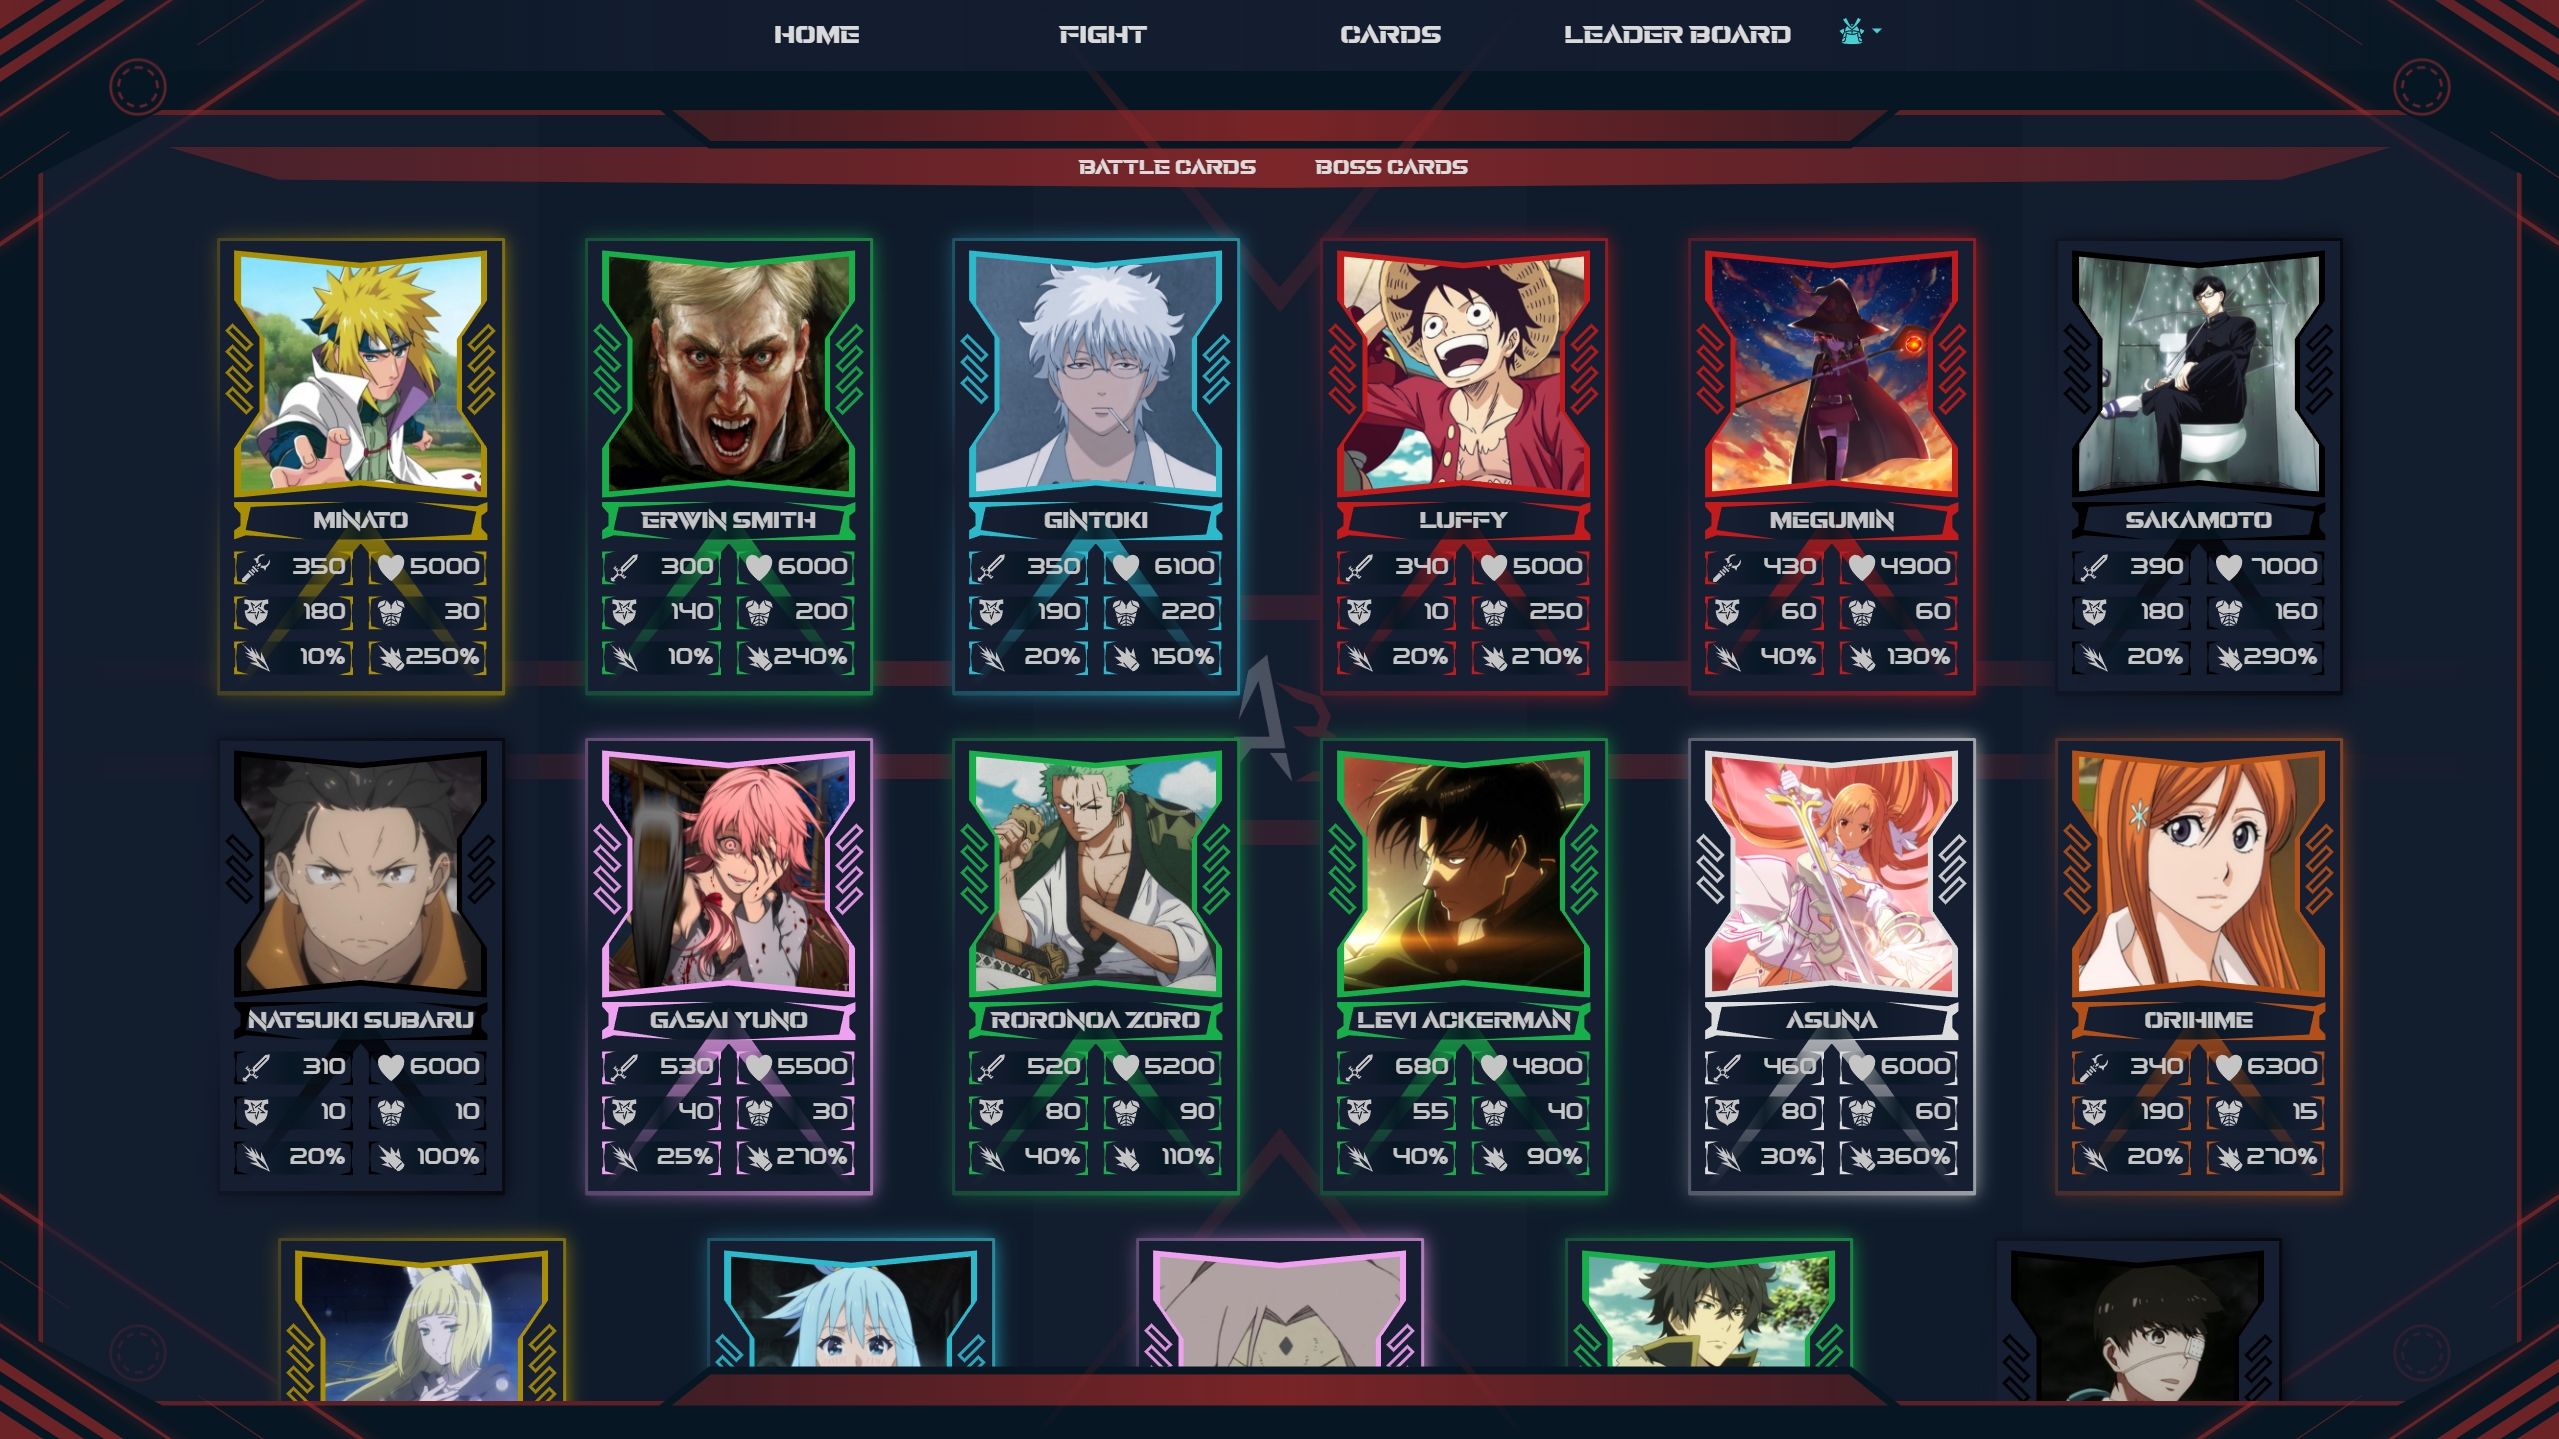 HOME FIGHT CARDS LEADER BOARD
BATTLE CARDS BOSS CARDS
MINATO
350 5000
180 30
10% 250%
ERWIN SMITH
300 6000
140 200
10% 240%
GINTOKI
350 6100
190 220
20% 150%
LUFFY
340 5000
10 250
20% 270%
MEGUMIN
430 4900
60 60
40% 130%
SAKAMOTO
390 7000
180 160
20% 290%
NATSUKI SUBARU
310 6000
10 10
20% 100%
GASAI YUNO
530 5500
40 30
25% 270%
RORONOA ZORO
520 5200
80 90
40% 110%
LEVI ACKERMAN
680 4800
55 40
40% 90%
ASUNA
460 6000
80 60
30% 360%
ORIHIME
340 6300
190 15
20% 270%